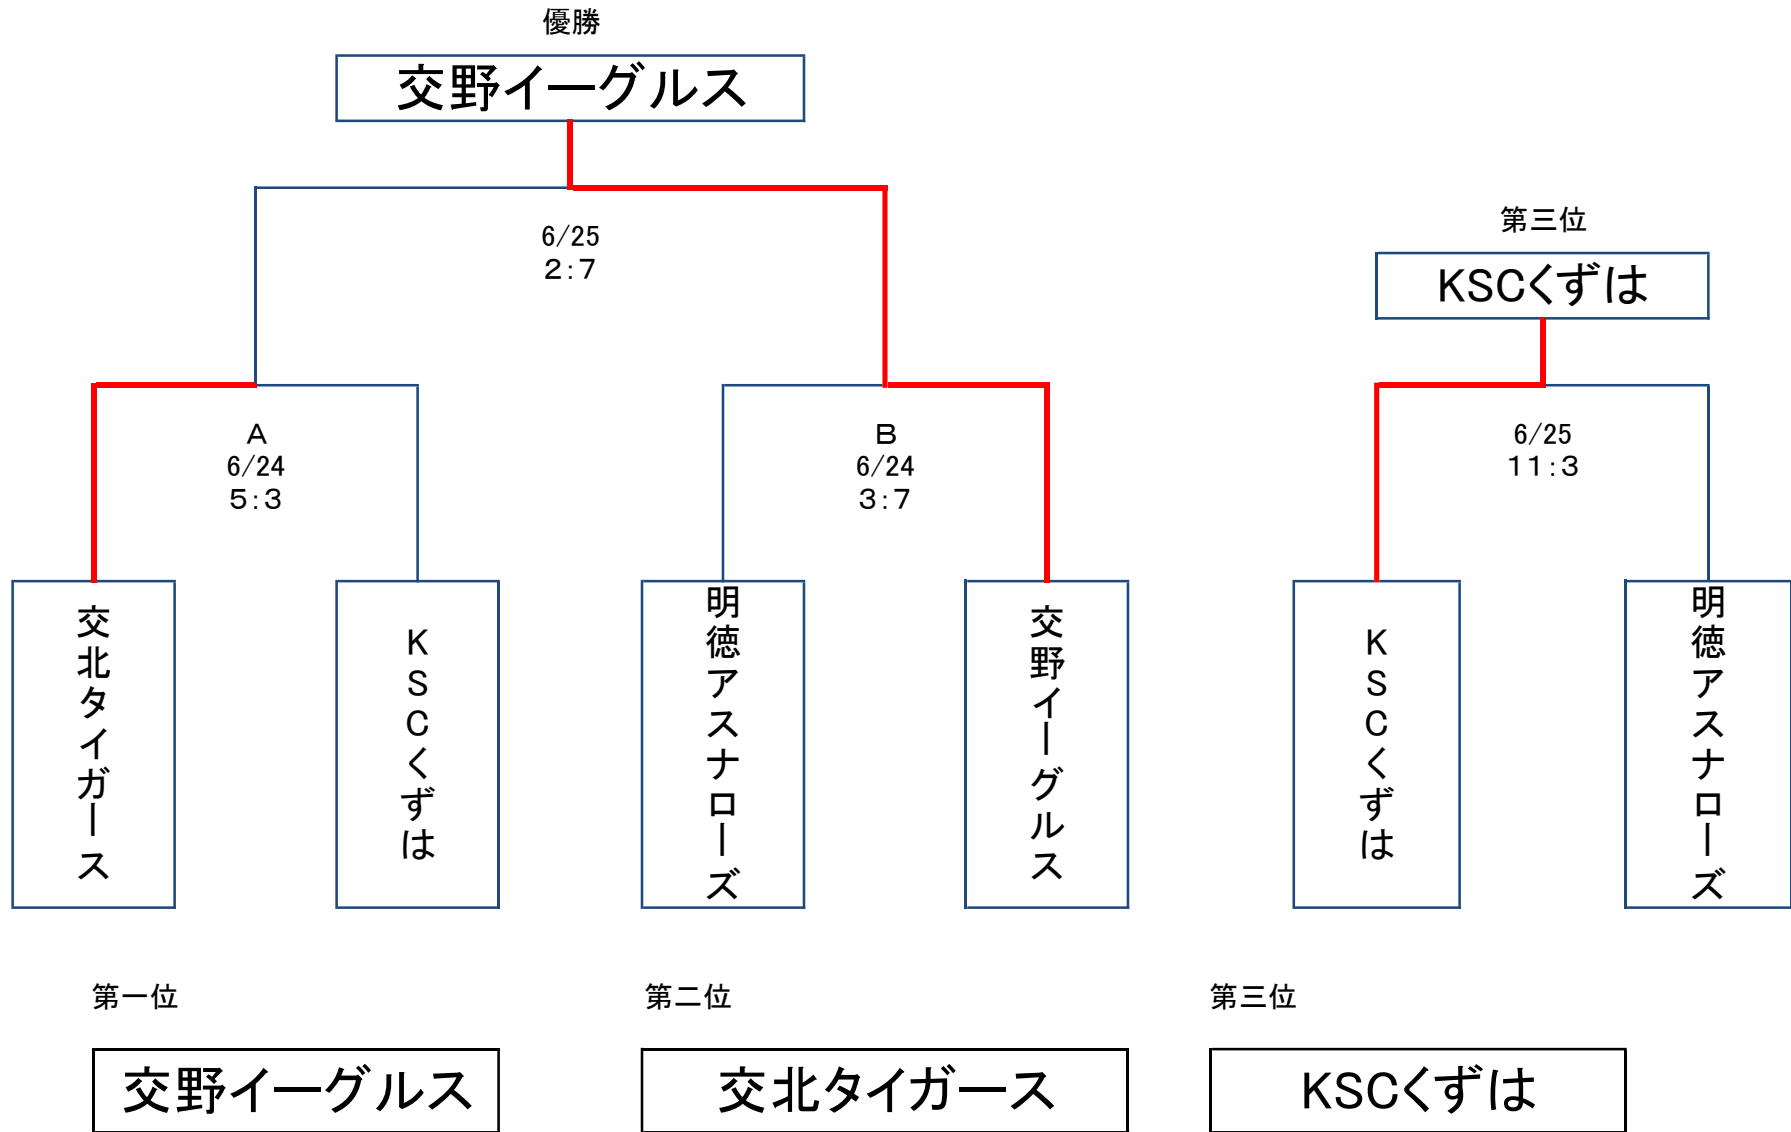 優勝
交野イーグルス
6/25
2:7
第三位
KSCくずは
A
6/24
5:3
B
6/24
3:7
6/25
11:3
交北タイガース
KSCくずは
明徳アスナローズ
交野イーグルス
KSCくずは
明徳アスナローズ
第一位
第二位
第三位
交野イーグルス
交北タイガース
KSCくずは